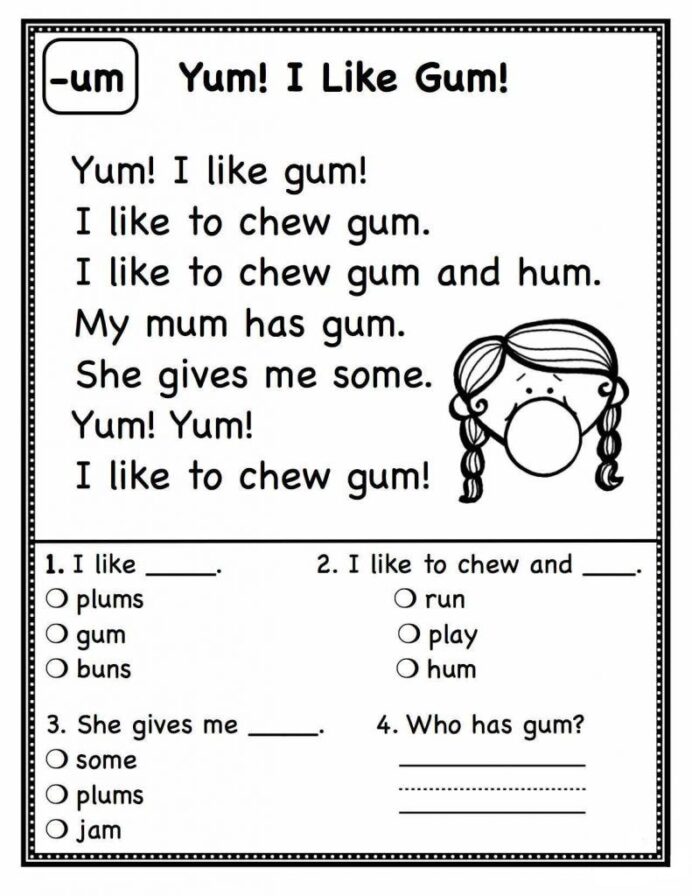 -um Yum! I Like Gum!
Yum! I like gum!
I like to chew gum.
I like to chew gum and hum.
My mum has gum.
She gives me some.
Yum! Yum!
I like to chew gum!
1. I like _____.
plums
gum
buns
2. I like to chew and ____.
run
play
hum
3. She gives me _____.
some
plums
jam
4. Who has gum?